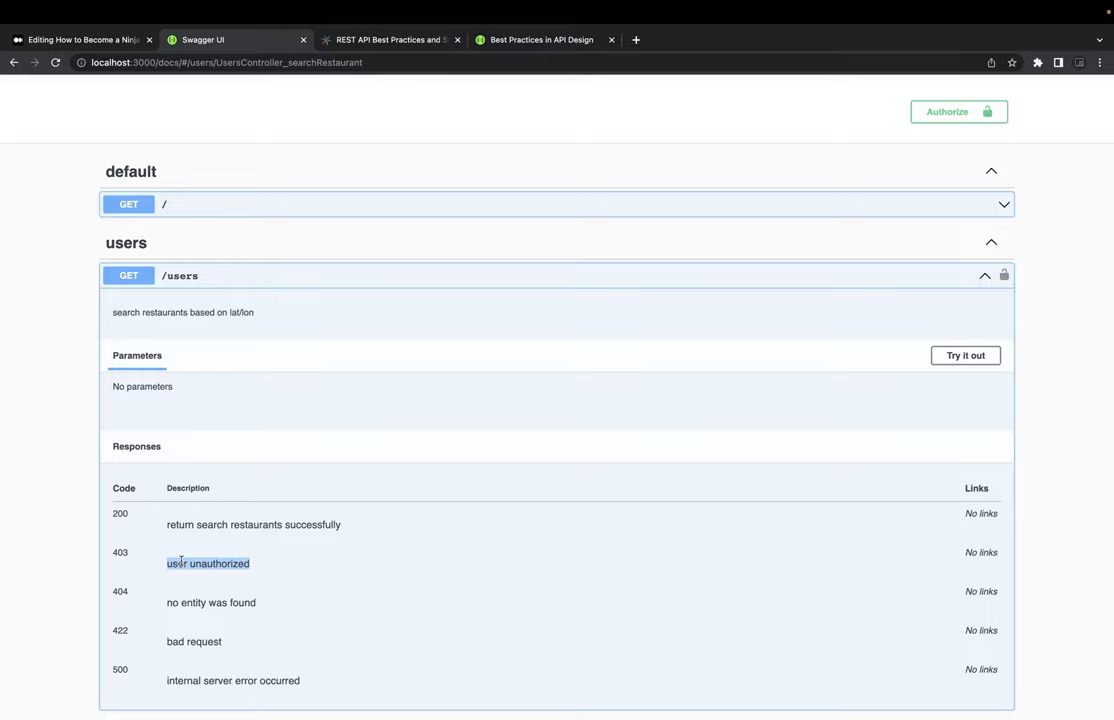 Editing How to Become a Ninja
Swagger UI
REST API Best Practices and S
Best Practices in API Design
localhost:3000/docs/#/users/UsersController_searchRestaurant
Authorize
default
GET /
users
GET /users
search restaurants based on lat/lon
Parameters
Try it out
No parameters
Responses
Code Description Links
200 No links
return search restaurants successfully
403 No links
user unauthorized
404 No links
no entity was found
422 No links
bad request
500 No links
internal server error occurred